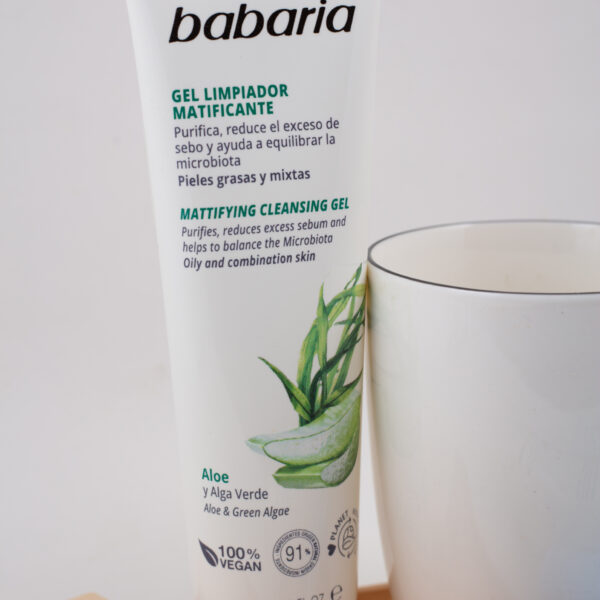 babaria
GEL LIMPIADOR
MATIFICANTE
Purifica, reduce el exceso de
sebo y ayuda a equilibrar la
microbiota
Pieles grasas y mixtas
MATTIFYING CLEANSING GEL
Purifies, reduces excess sebum and
helps to balance the Microbiota
Oily and combination skin
Aloe
y Alga Verde
Aloe & Green Algae
100%
VEGAN
91%
PLANET